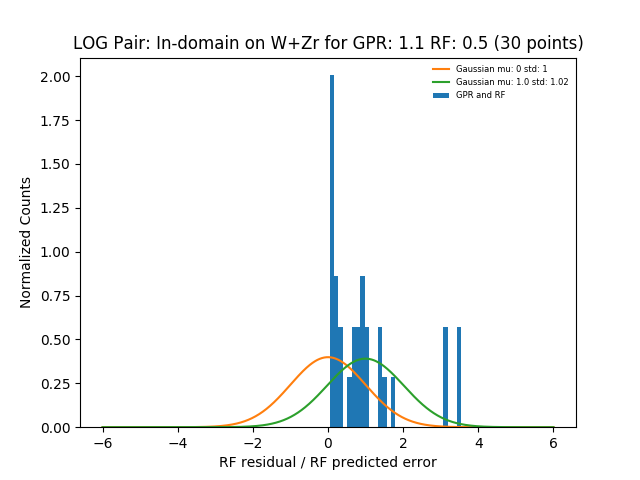 LOG Pair: In-domain on W+Zr for GPR: 1.1 RF: 0.5 (30 points)
Gaussian mu: 0 std: 1
Gaussian mu: 1.0 std: 1.02
GPR and RF
Normalized Counts
2.00
1.75
1.50
1.25
1.00
0.75
0.50
0.25
0.00
−6
−4
−2
0
2
4
6
RF residual / RF predicted error